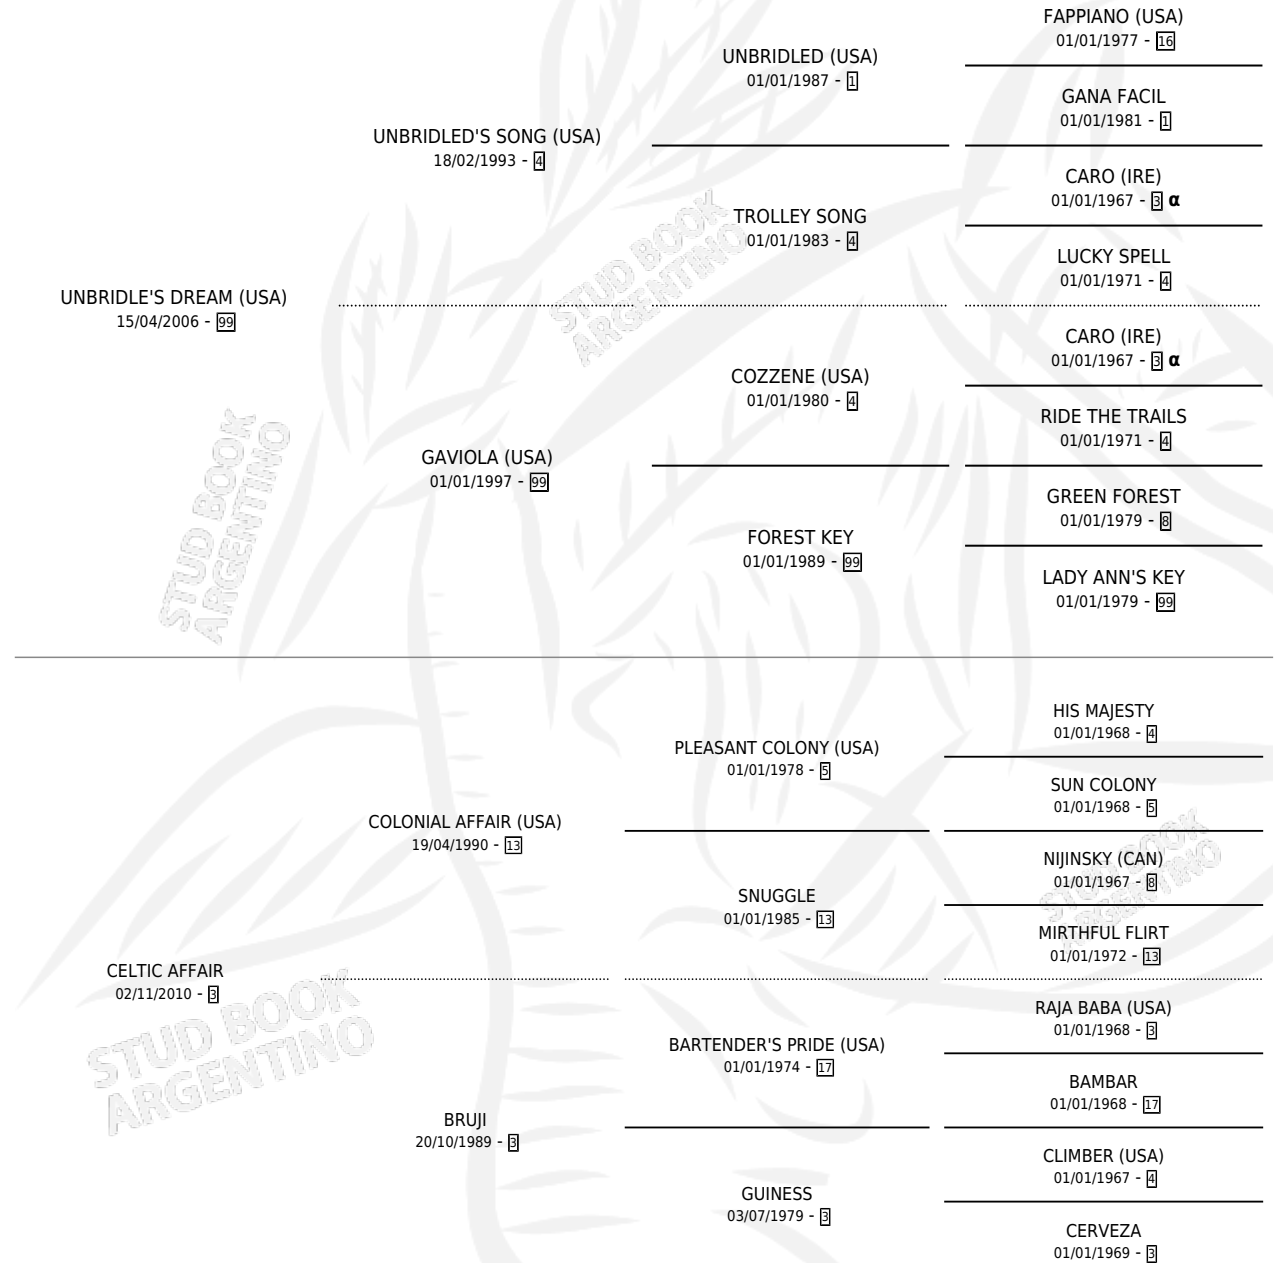 FAPPIANO (USA)
01/01/1977 - 16
UNBRIDLED (USA)
01/01/1987 - 1
GANA FACIL
01/01/1981 - 1
UNBRIDLED'S SONG (USA)
18/02/1993 - 4
CARO (IRE)
01/01/1967 - 3 α
TROLLEY SONG
01/01/1983 - 4
LUCKY SPELL
01/01/1971 - 4
UNBRIDLE'S DREAM (USA)
15/04/2006 - 99
CARO (IRE)
01/01/1967 - 3 α
COZZENE (USA)
01/01/1980 - 4
RIDE THE TRAILS
01/01/1971 - 4
GAVIOLA (USA)
01/01/1997 - 99
GREEN FOREST
01/01/1979 - 8
FOREST KEY
01/01/1989 - 99
LADY ANN'S KEY
01/01/1979 - 99
HIS MAJESTY
01/01/1968 - 4
PLEASANT COLONY (USA)
01/01/1978 - 5
SUN COLONY
01/01/1968 - 5
COLONIAL AFFAIR (USA)
19/04/1990 - 13
NIJINSKY (CAN)
01/01/1967 - 8
SNUGGLE
01/01/1985 - 13
MIRTHFUL FLIRT
01/01/1972 - 13
CELTIC AFFAIR
02/11/2010 - 3
RAJA BABA (USA)
01/01/1968 - 3
BARTENDER'S PRIDE (USA)
01/01/1974 - 17
BAMBAR
01/01/1968 - 17
BRUJI
20/10/1989 - 3
CLIMBER (USA)
01/01/1967 - 4
GUINESS
03/07/1979 - 3
CERVEZA
01/01/1969 - 3
STUD BOOK
ARGENTINO
STUD BOOK
ARGENTINO
STUD BOOK
ARGENTINO
STUD BOOK
ARGENTINO